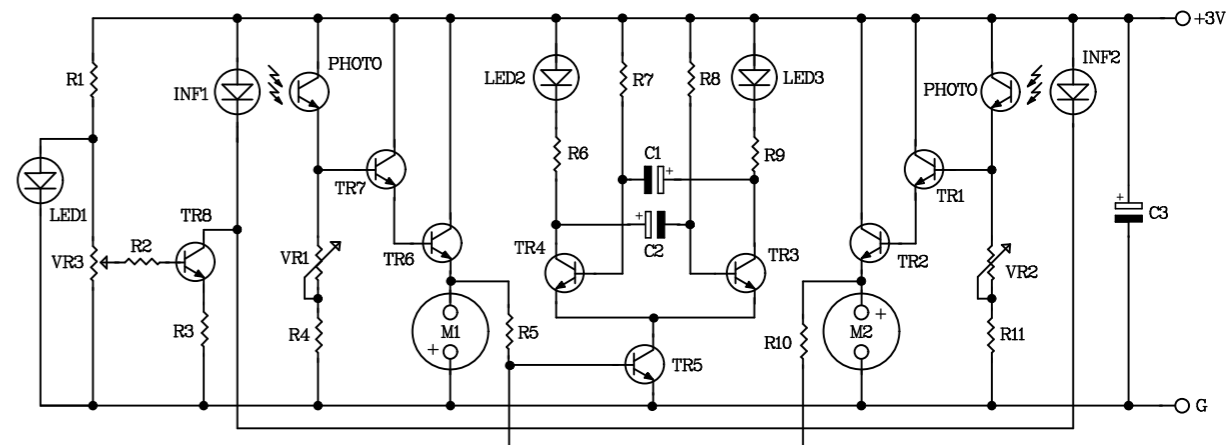 +3V
R1
INF1
PHOTO
LED2
R7
R8
LED3
PHOTO
INF2
LED1
TR8
R2
VR3
R3
VR1
R4
TR7
TR6
M1
+
R5
R6
C1
+
+
C2
R9
TR4
TR3
TR5
TR1
TR2
R10
M2
+
VR2
R11
+
C3
G